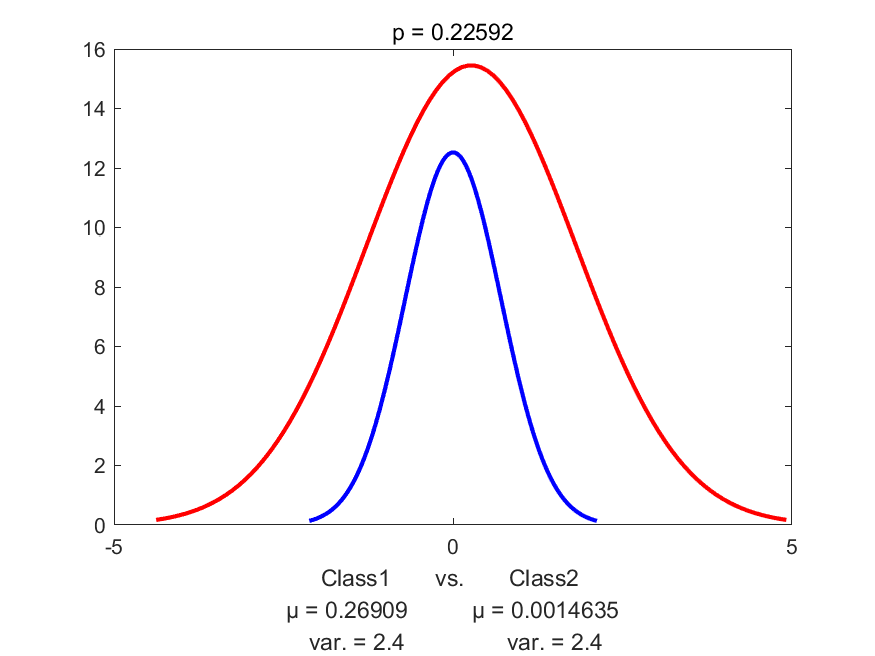 p = 0.22592
16
14
12
10
8
6
4
2
0
-5 0 5
Class1 vs. Class2
μ = 0.26909 μ = 0.0014635
var. = 2.4 var. = 2.4